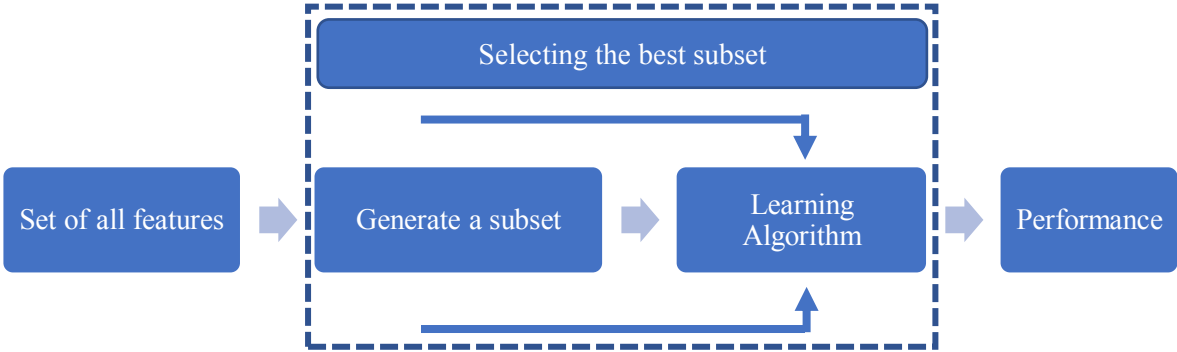 Selecting the best subset
Set of all features
Generate a subset
Learning
Algorithm
Performance